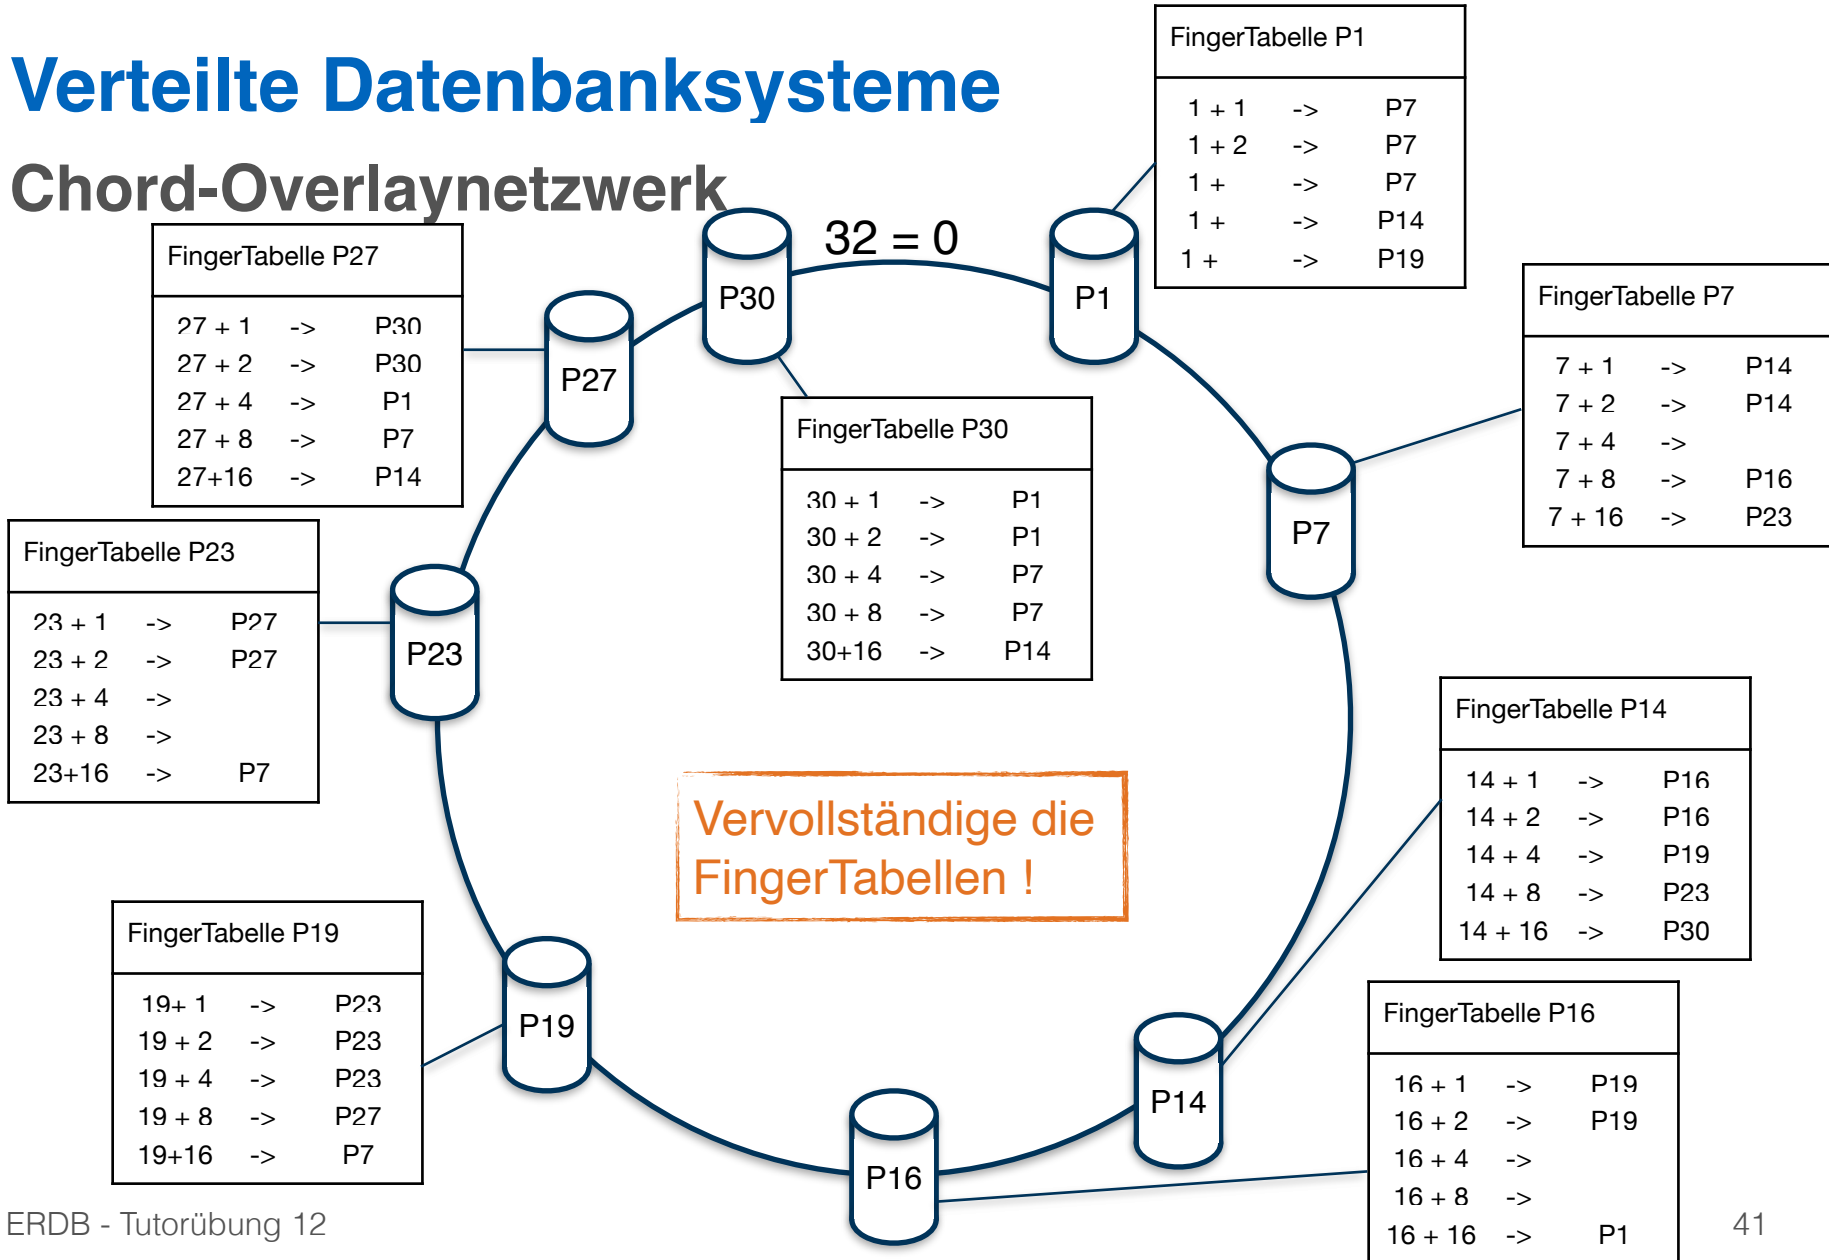 Verteilte Datenbanksysteme
Chord-Overlaynetzwerk
FingerTabelle P1
1 + 1 -> P7
1 + 2 -> P7
1 + -> P7
1 + -> P14
1 + -> P19
32 = 0
P30
P1
FingerTabelle P27
27 + 1 -> P30
27 + 2 -> P30
27 + 4 -> P1
27 + 8 -> P7
27+16 -> P14
P27
FingerTabelle P7
7 + 1 -> P14
7 + 2 -> P14
7 + 4 ->
7 + 8 -> P16
7 + 16 -> P23
P7
FingerTabelle P30
30 + 1 -> P1
30 + 2 -> P1
30 + 4 -> P7
30 + 8 -> P7
30+16 -> P14
FingerTabelle P23
23 + 1 -> P27
23 + 2 -> P27
23 + 4 ->
23 + 8 ->
23+16 -> P7
P23
Vervollständige die
FingerTabellen !
FingerTabelle P14
14 + 1 -> P16
14 + 2 -> P16
14 + 4 -> P19
14 + 8 -> P23
14 + 16 -> P30
P14
FingerTabelle P19
19+ 1 -> P23
19 + 2 -> P23
19 + 4 -> P23
19 + 8 -> P27
19+16 -> P7
P19
P16
FingerTabelle P16
16 + 1 -> P19
16 + 2 -> P19
16 + 4 ->
16 + 8 ->
16 + 16 -> P1
ERDB - Tutorübung 12
41